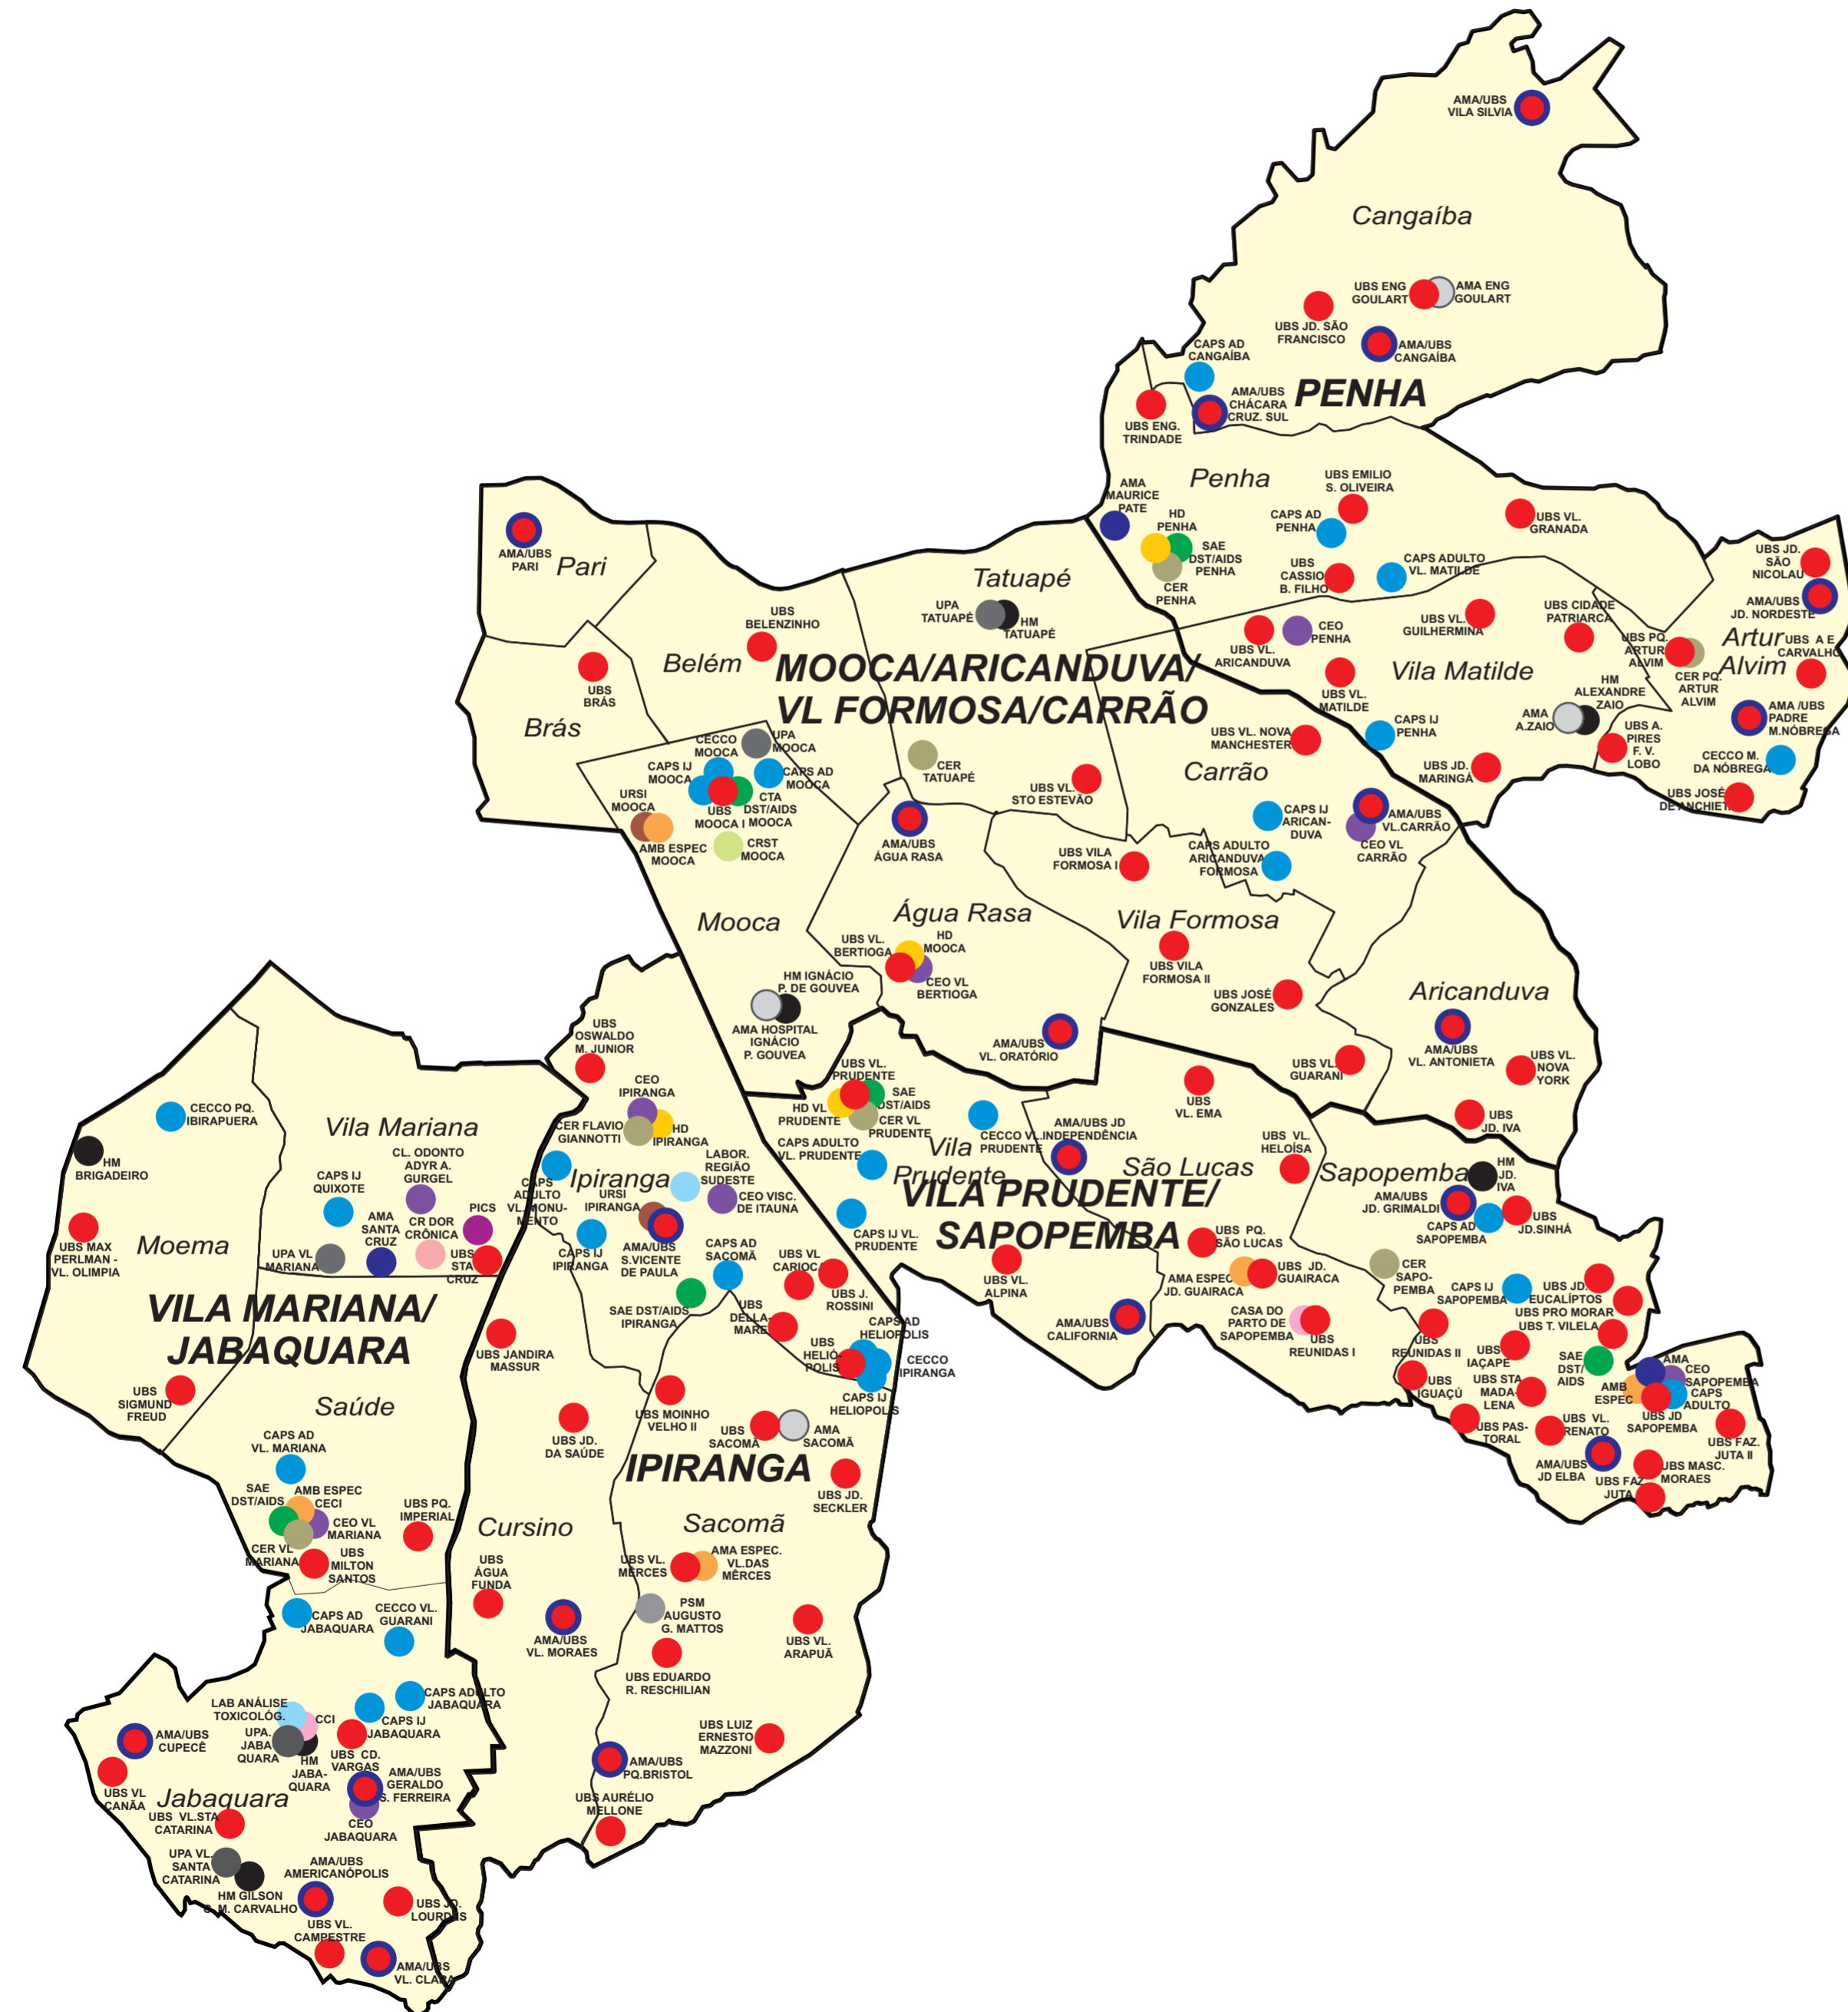 AMA/UBS
VILA SILVIA
Cangaíba
UBS ENG
GOULART
AMA ENG
GOULART
UBS JD. SÃO
FRANCISCO
AMA/UBS
CANGAÍBA
CAPS AD
CANGAÍBA
PENHA
AMA/UBS
CHÁCARA
CRUZ. SUL
UBS ENG.
TRINDADE
Penha
UBS EMILIO
S. OLIVEIRA
AMA
MAURICE
PATE
HD
PENHA
CAPS AD
PENHA
UBS VL.
GRANADA
SAE
DST/AIDS
PENHA
CER
PENHA
UBS
CASSIO
B. FILHO
CAPS ADULTO
VL. MATILDE
UBS JD.
SÃO
NICOLAU
AMA/UBS
JD. NORDESTE
UBS VL.
ARICANDUVA
CEO
PENHA
UBS VL.
GUILHERMINA
UBS CIDADE
PATRIARCA
UBS PQ.
ARTUR
ALVIM
Artur
Alvim
UBS A E
CARVALHO
Vila Matilde
UBS VL.
MATILDE
HM
ALEXANDRE
ZAIO
CER PQ.
ARTUR
ALVIM
AMA
A.ZAIO
UBS A.
PIRES
F. V.
LOBO
AMA /UBS
PADRE
M.NÓBREGA
CAPS IJ
PENHA
UBS JD.
MARINGÁ
CECCO M.
DA NÓBREGA
UBS JOSÉ
DE ANCHIETA
AMA/UBS
PARI
Pari
Tatuapé
UPA
TATUAPÉ
HM
TATUAPÉ
UBS
BELENZINHO
Belém
UBS
BRÁS
Brás
MOOCA/ARICANDUVA/
VL FORMOSA/CARRÃO
CECCO
MOOCA
UPA
MOOCA
CAPS IJ
MOOCA
CAPS AD
MOOCA
URSI
MOOCA
UBS
MOOCA I
CTA
DST/AIDS
MOOCA
AMB ESPEC
MOOCA
CRST
MOOCA
CER
TATUAPÉ
UBS VL. NOVA
MANCHESTER
Carrão
UBS VL.
STO ESTEVÃO
AMA/UBS
ÁGUA RASA
CAPS IJ
ARICAN-
DUVA
AMA/UBS
VL.CARRÃO
CEO VL
CARRÃO
UBS VILA
FORMOSA I
CAPS ADULTO
ARICANDUVA
FORMOSA
Mooca
Água Rasa
Vila Formosa
UBS VL.
BERTIOGA
HD
MOOCA
CEO VL
BERTIOGA
UBS VILA
FORMOSA II
HM IGNÁCIO
P. DE GOUVEA
AMA HOSPITAL
IGNÁCIO
P. GOUVEA
UBS JOSÉ
GONZALES
Aricanduva
AMA/UBS
VL. ORATÓRIO
AMA/UBS
VL. ANTONIETA
UBS VL.
GUARANI
UBS VL.
NOVA
YORK
UBS
JD. IVA
UBS
OSWALDO
M. JUNIOR
UBS VL.
PRUDENTE
SAE
DST/AIDS
HD VL
PRUDENTE
CER VL
PRUDENTE
CAPS ADULTO
VL. PRUDENTE
CECCO VL.
PRUDENTE
Vila
Prudente
AMA/UBS JD
INDEPENDÊNCIA
UBS
VL. EMA
UBS VL.
HELOÍSA
São Lucas
Sapopemba
HM
JD.
IVA
AMA/UBS
JD. GRIMALDI
CAPS AD
SAPOPEMBA
UBS
JD.SINHÁ
VILA PRUDENTE/
SAPOPEMBA
CAPS IJ VL.
PRUDENTE
UBS VL.
ALPINA
UBS PQ.
SÃO LUCAS
AMA ESPEC
JD. GUAIRACA
UBS JD.
GUAIRACA
AMA/UBS
CALIFORNIA
CASA DO
PARTO DE
SAPOPEMBA
UBS
REUNIDAS I
CER
SAPO-
PEMBA
CAPS IJ
SAPOPEMBA
UBS JD.
EUCALÍPTOS
UBS PRO MORAR
UBS T. VILELA
UBS
REUNIDAS II
UBS
IAÇAPE
SAE
DST/
AIDS
UBS
IGUAÇÚ
UBS STA
MADA-
LENA
AMA
CEO
SAPOPEMBA
AMB
ESPEC
CAPS
ADULTO
UBS JD
SAPOPEMBA
UBS PAS-
TORAL
UBS VL.
RENATO
AMA/UBS
JD ELBA
UBS FAZ.
JUTA II
UBS MASC.
MORAES
UBS FAZ
JUTA
CEO
IPIRANGA
CER FLAVIO
GIANNOTTI
HD
IPIRANGA
Ipiranga
LABOR.
REGIÃO
SUDESTE
CAPS
ADULTO
VL. MONU-
MENTO
URSI
IPIRANGA
CEO VISC.
DE ITAUNA
CAPS IJ
IPIRANGA
AMA/UBS
S.VICENTE
DE PAULA
CAPS AD
SACOMÃ
UBS VL
CARIOCA
UBS J.
ROSSINI
SAE DST/AIDS
IPIRANGA
UBS
DELLA-
MARE
CAPS AD
HELIOPOLIS
UBS
HELIÓ-
POLIS
CECCO
IPIRANGA
CAPS IJ
HELIOPOLIS
UBS JANDIRA
MASSUR
UBS MOINHO
VELHO II
UBS JD.
DA SAÚDE
UBS
SACOMÃ
AMA
SACOMÃ
IPIRANGA
UBS JD.
SECKLER
Cursino
Sacomã
UBS
ÁGUA
FUNDA
UBS VL.
MERCES
AMA ESPEC.
VL.DAS
MÊRCES
PSM
AUGUSTO
G. MATTOS
AMA/UBS
VL. MORAES
UBS VL.
ARAPUÃ
UBS EDUARDO
R. RESCHILIAN
UBS LUIZ
ERNESTO
MAZZONI
AMA/UBS
PQ.BRISTOL
UBS AURÉLIO
MELLONE
CECCO PQ.
IBIRAPUERA
Vila Mariana
HM
BRIGADEIRO
CL. ODONTO
ADYR A.
GURGEL
CAPS IJ
QUIXOTE
AMA
SANTA
CRUZ
CR DOR
CRÔNICA
PICS
UBS
STA
CRUZ
UPA VL
MARIANA
UBS MAX
PERLMAN -
VL. OLIMPIA
Moema
VILA MARIANA/
JABAQUARA
UBS
SIGMUND
FREUD
Saúde
CAPS AD
VL. MARIANA
SAE
DST/AIDS
AMB ESPEC
CECI
CEO VL
MARIANA
CER VL
MARIANA
UBS
MILTON
SANTOS
UBS PQ.
IMPERIAL
CAPS AD
JABAQUARA
CECCO VL.
GUARANI
CAPS ADULTO
JABAQUARA
LAB ANÁLISE
TOXICOLÓG.
CCI
CAPS IJ
JABAQUARA
AMA/UBS
CUPECÊ
UPA.
JABA
QUARA
HM
JABA-
QUARA
UBS CD.
VARGAS
AMA/UBS
GERALDO
S. FERREIRA
UBS VL
CANÃA
Jabaquara
CEO
JABAQUARA
UBS VL.STA
CATARINA
UPA VL.
SANTA
CATARINA
AMA/UBS
AMERICANÓPOLIS
HM GILSON
C. M. CARVALHO
UBS JD.
LOURDES
UBS VL.
CAMPESTRE
AMA/UBS
VL. CLARA